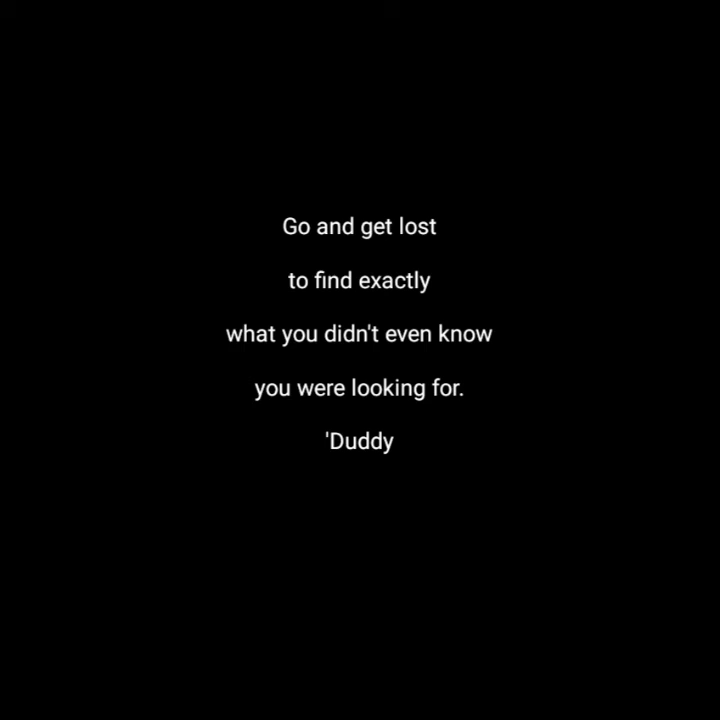 Go and get lost
to find exactly
what you didn't even know
you were looking for.
'Duddy